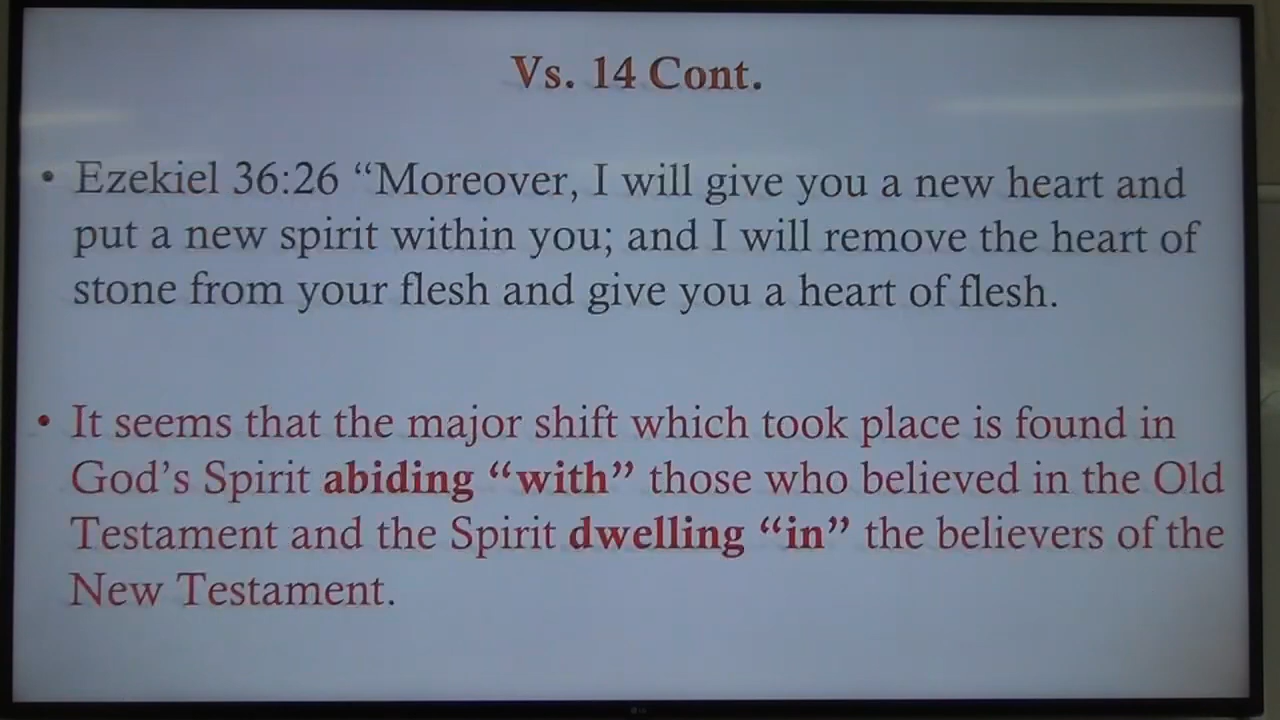 Vs. 14 Cont.
• Ezekiel 36:26 “Moreover, I will give you a new heart and
put a new spirit within you; and I will remove the heart of
stone from your flesh and give you a heart of flesh.
• It seems that the major shift which took place is found in
God’s Spirit abiding “with” those who believed in the Old
Testament and the Spirit dwelling “in” the believers of the
New Testament.